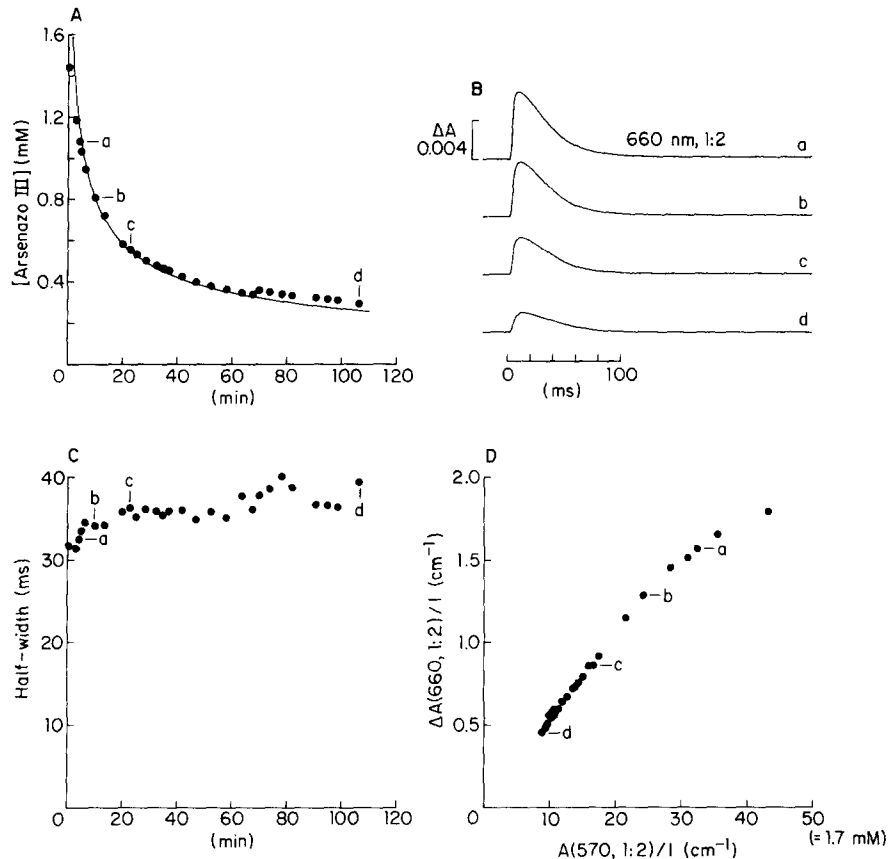 A
1.6
1.2
0.8
0.4
0
[Arsenazo III] (mM)
a
b
c
d
0 20 40 60 80 100 120
(min)
B
ΔA
0.004
660 nm, 1:2
a
b
c
d
0 100
(ms)
C
40
30
20
10
Half-width (ms)
a
b
c
d
0 20 40 60 80 100 120
(min)
D
2.0
1.5
1.0
0.5
ΔA(660, 1:2)/l (cm⁻¹)
a
b
c
d
0 10 20 30 40 50
(=1.7 mM)
A(570, 1:2)/l (cm⁻¹)